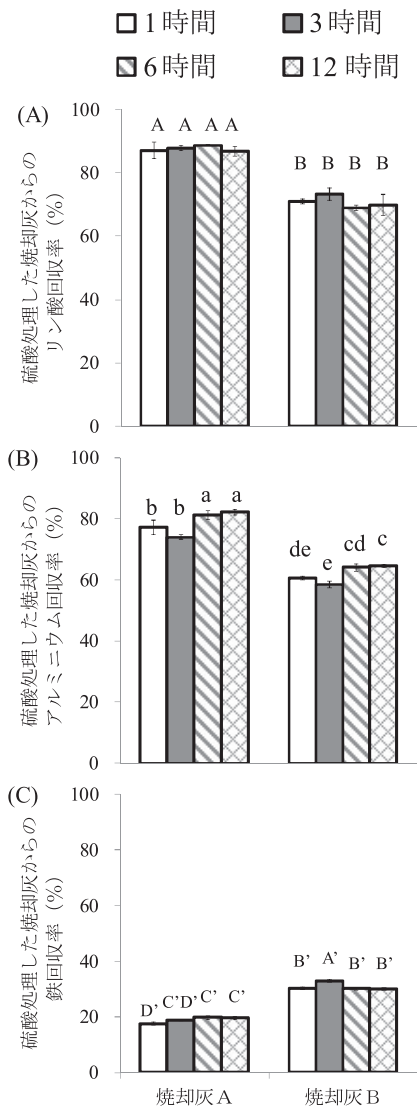 1時間 3時間
6時間 12時間
(A)
硫酸処理した焼却灰からの
リン酸回収率（%）
100
80
60
40
20
0
A A A A
B B B B
(B)
硫酸処理した焼却灰からの
アルミニウム回収率（%）
100
80
60
40
20
0
b b a a
de e cd c
(C)
硫酸処理した焼却灰からの
鉄回収率（%）
100
80
60
40
20
0
D’ C’D’ C’ C’
B’ A’ B’ B’
焼却灰A 焼却灰B